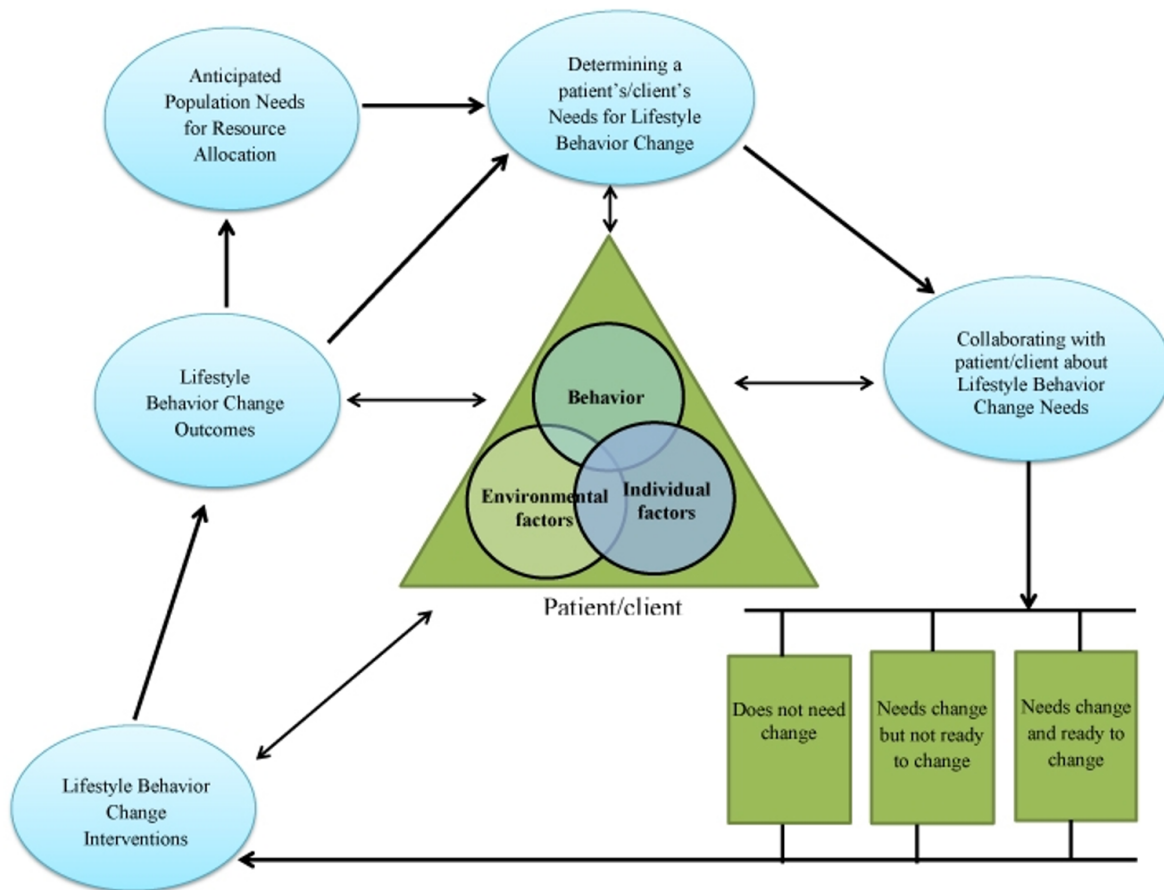 Anticipated
Population Needs
for Resource
Allocation
Determining a
patient's/client's
Needs for Lifestyle
Behavior Change
Collaborating with
patient/client about
Lifestyle Behavior
Change Needs
Lifestyle
Behavior Change
Outcomes
Behavior
Environmental
factors
Individual
factors
Patient/client
Does not need
change
Needs change
but not ready
to change
Needs change
and ready to
change
Lifestyle Behavior
Change
Interventions